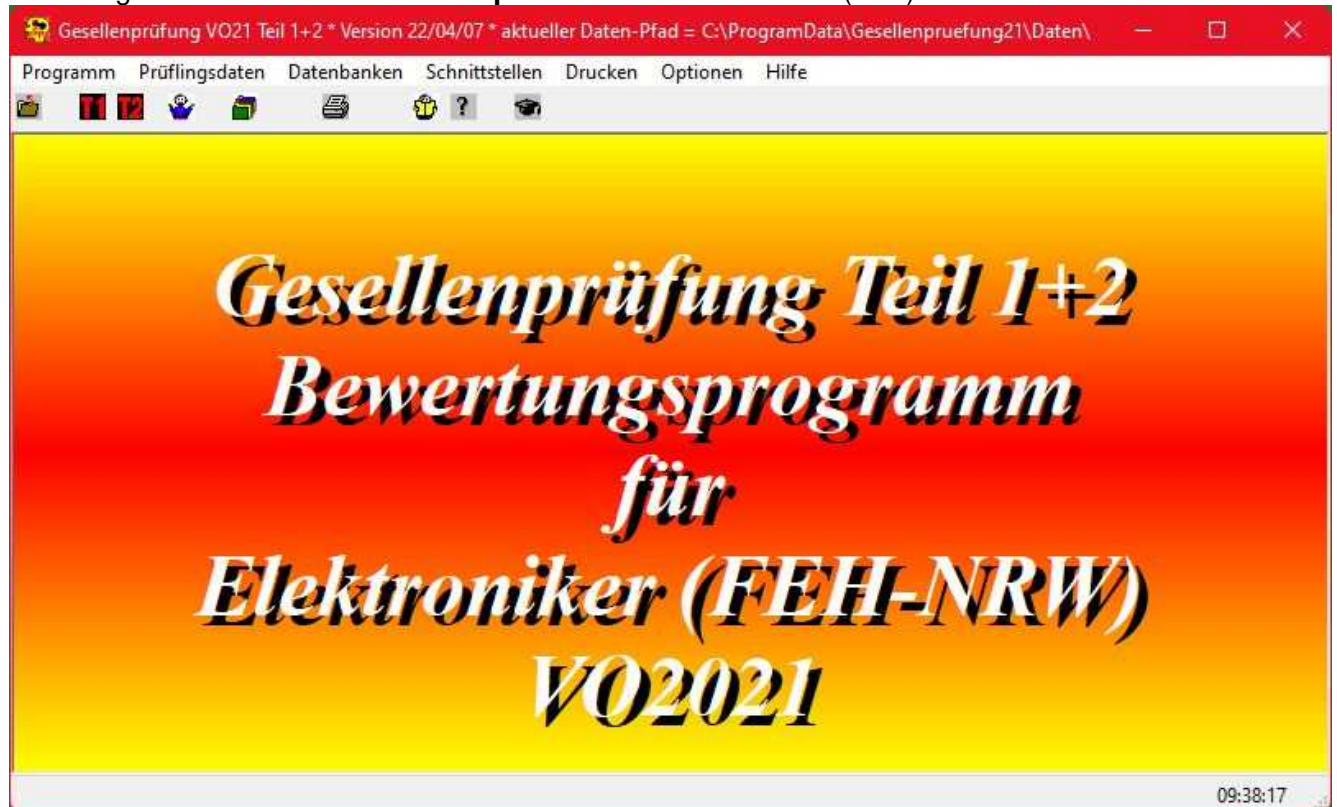 Gesellenprüfung VO21 Teil 1+2 * Version 22/04/07 * aktueller Daten-Pfad = C:\ProgramData\Gesellenpruefung21\Daten\
Programm Prüflingsdaten Datenbanken Schnittstellen Drucken Optionen Hilfe
T1 T2 ?
Gesellenprüfung Teil 1+2
Bewertungsprogramm
für
Elektroniker (FEH-NRW)
VO2021
09:38:17